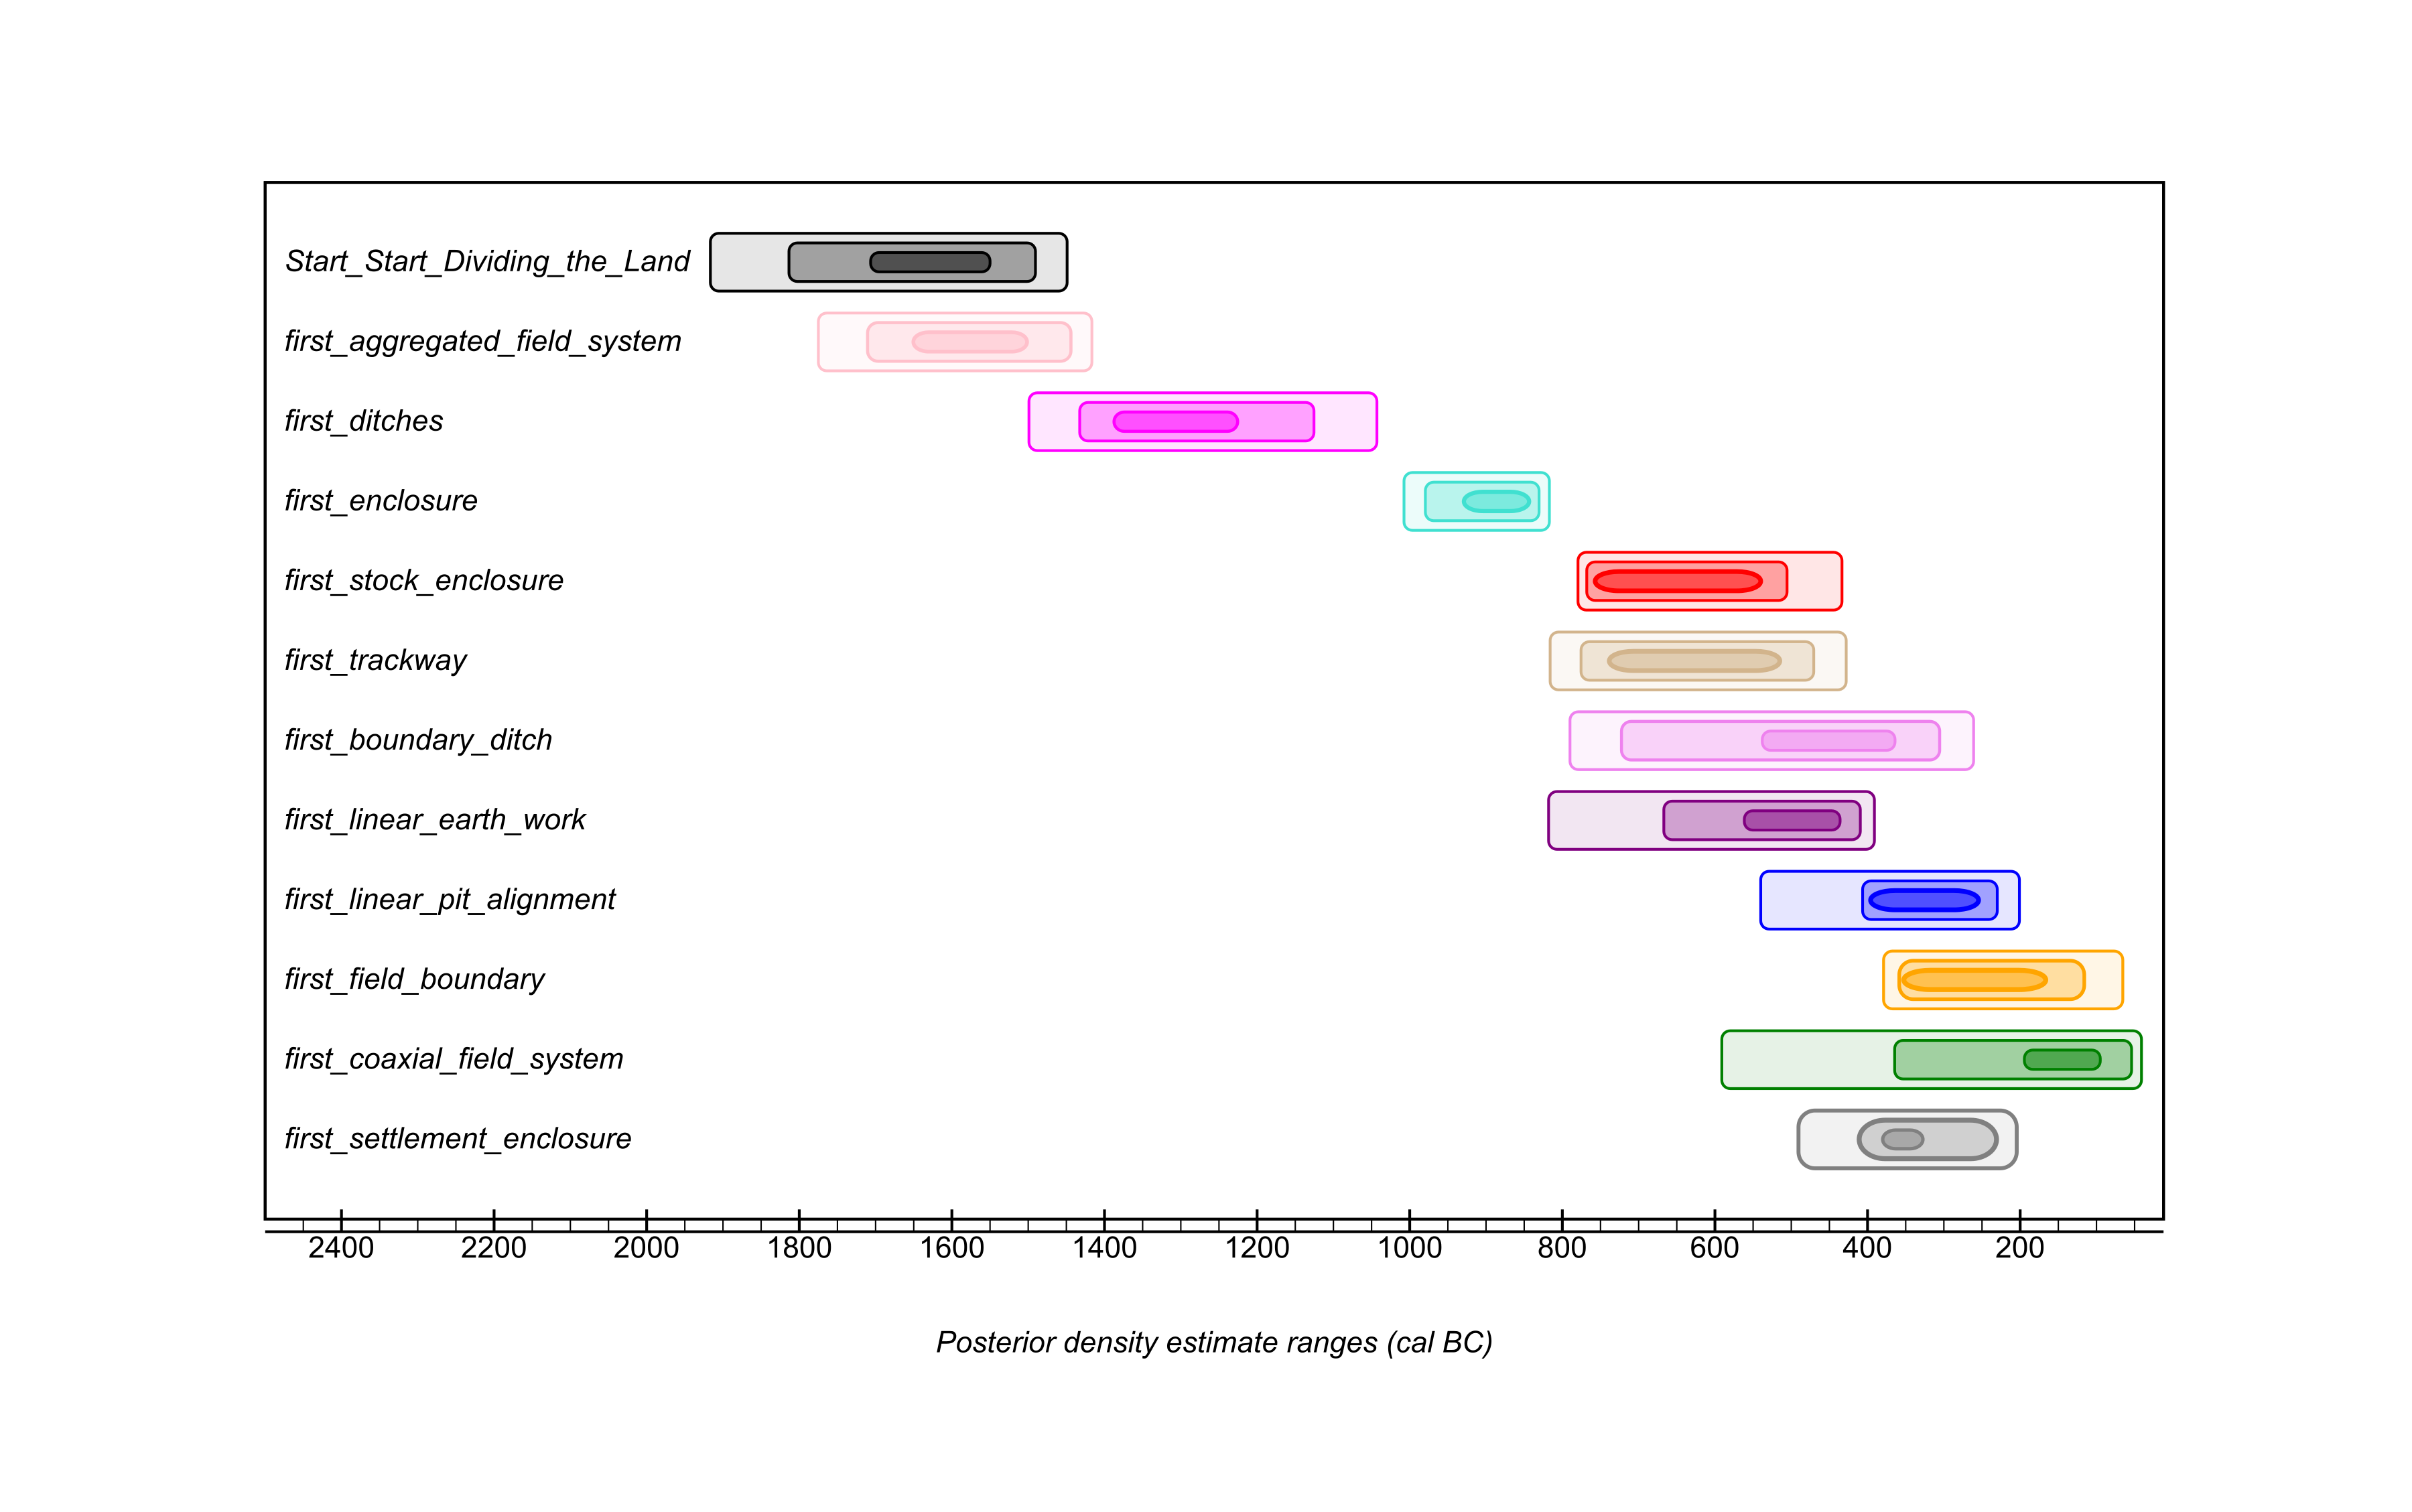 Start_Start_Dividing_the_Land
first_aggregated_field_system
first_ditches
first_enclosure
first_stock_enclosure
first_trackway
first_boundary_ditch
first_linear_earth_work
first_linear_pit_alignment
first_field_boundary
first_coaxial_field_system
first_settlement_enclosure
2400 2200 2000 1800 1600 1400 1200 1000 800 600 400 200
Posterior density estimate ranges (cal BC)